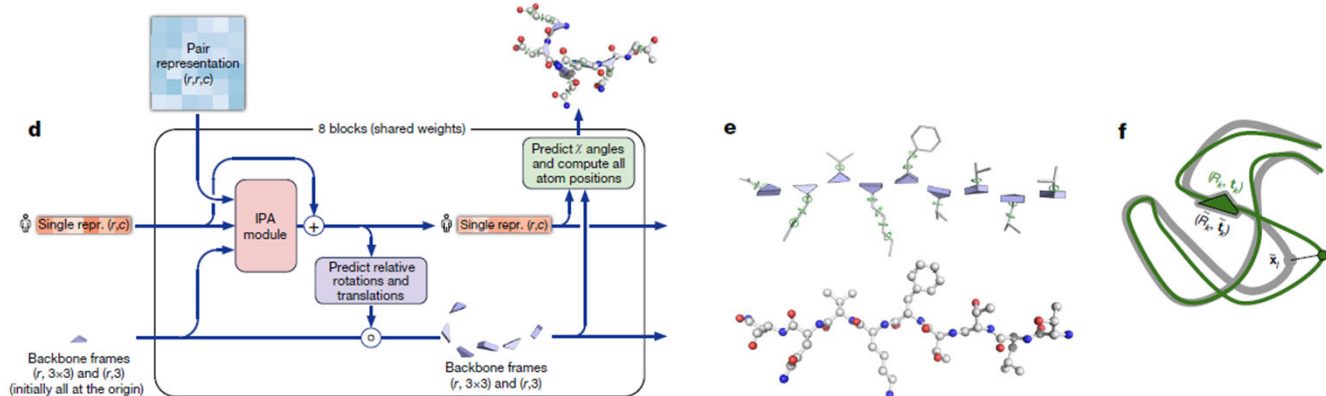 Pair
representation
(r,r,c)
d
8 blocks (shared weights)
Single repr. (r,c)
IPA
module
+
Single repr. (r,c)
Predict χ angles
and compute all
atom positions
Predict relative
rotations and
translations
Backbone frames
(r, 3×3) and (r,3)
(initially all at the origin)
Backbone frames
(r, 3×3) and (r,3)
e
f
(Rₖ, tₖ)
(R̃ₖ, t̃ₖ)